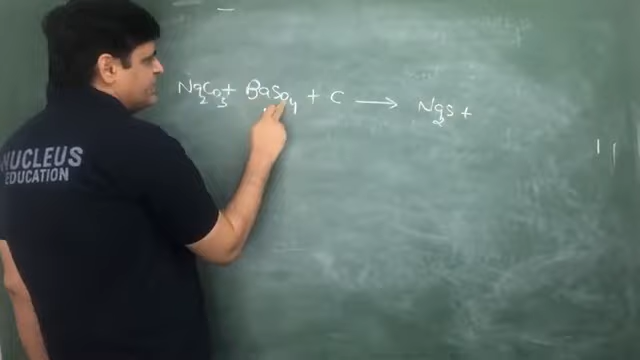 Na₂CO₃ + BaSO₄ + C ⟶ Na₂S +
NUCLEUS
EDUCATION